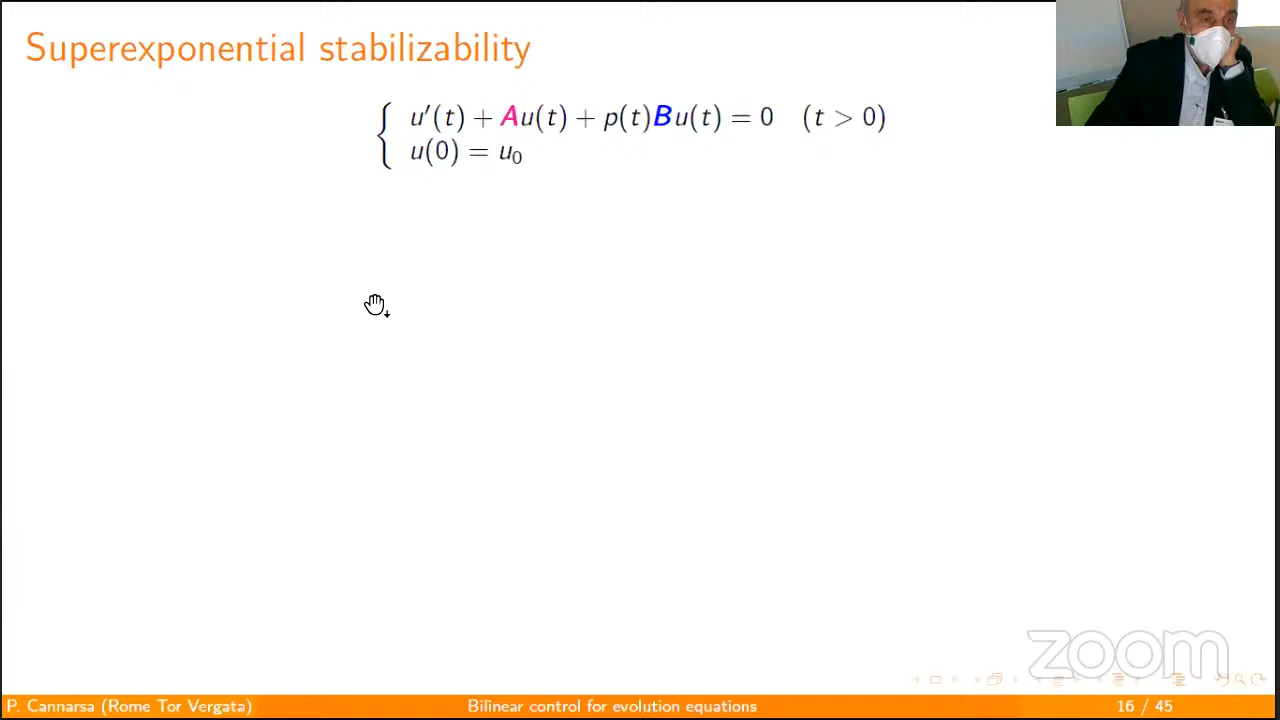 Superexponential stabilizability
u′(t) + Au(t) + p(t)Bu(t) = 0 (t > 0)
u(0) = u₀
zoom
P. Cannarsa (Rome Tor Vergata) Bilinear control for evolution equations 16 / 45